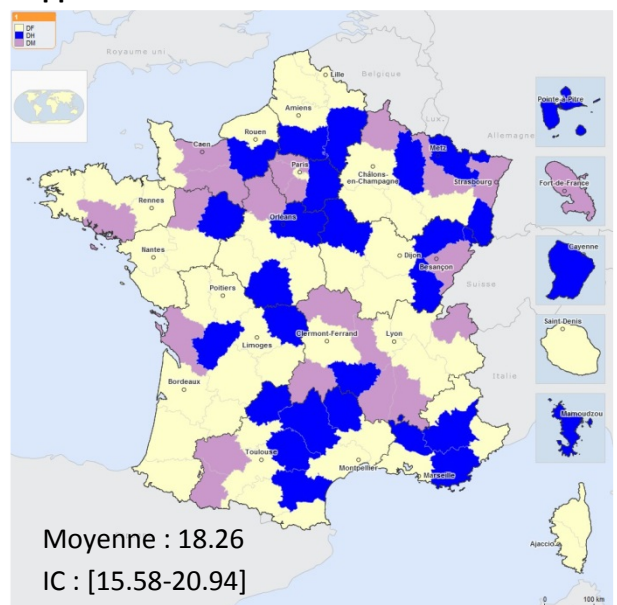 1
DF
DH
DM
Royaume uni
Belgique
Lux.
Allemagne
Suisse
Italie
Lille
Amiens
Rouen
Caen
Paris
Metz
Châlons-
en-Champagne
Strasbourg
Rennes
Orléans
Nantes
Dijon
Besançon
Poitiers
Limoges
Clermont-Ferrand
Lyon
Bordeaux
Toulouse
Montpellier
Marseille
Ajaccio
Pointe-à-Pitre
Fort-de-France
Cayenne
Saint-Denis
Mamoudzou
Moyenne : 18.26
IC : [15.58-20.94]
0 100 km